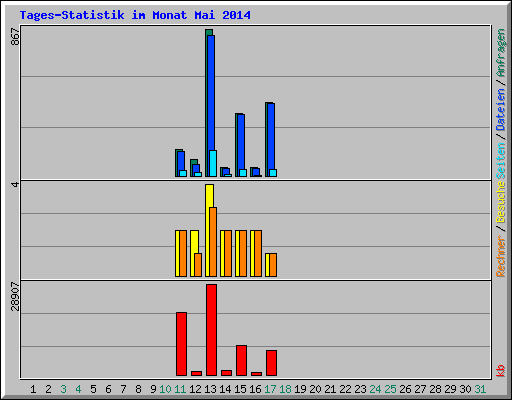 Tages-Statistik im Monat Mai 2014
867
4
28907
Rechner / Besuche Seiten / Dateien / Anfragen
kb
1 2 3 4 5 6 7 8 9 10 11 12 13 14 15 16 17 18 19 20 21 22 23 24 25 26 27 28 29 30 31